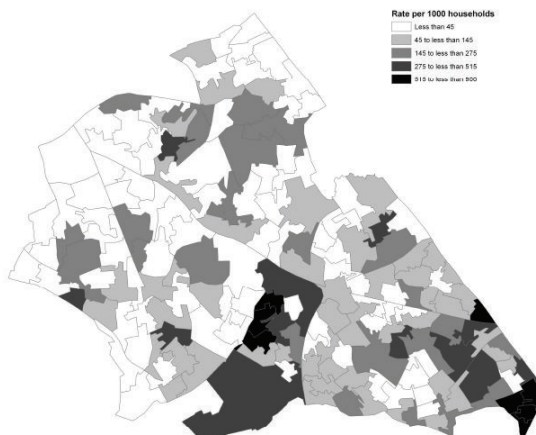 Rate per 1000 households
Less than 45
45 to less than 145
145 to less than 275
275 to less than 515
515 to less than 900